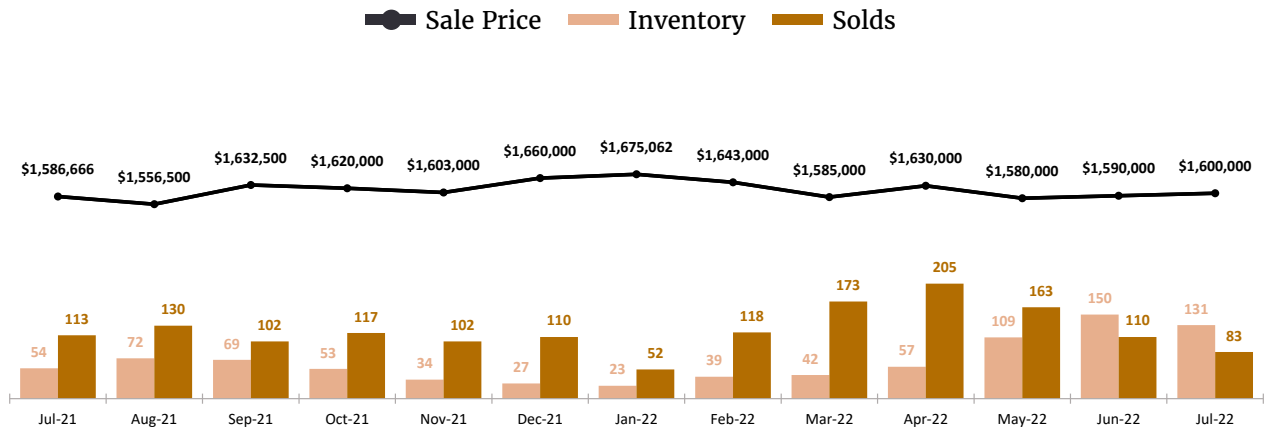 Sale Price Inventory Solds
$1,586,666 $1,556,500 $1,632,500 $1,620,000 $1,603,000 $1,660,000 $1,675,062 $1,643,000 $1,585,000 $1,630,000 $1,580,000 $1,590,000 $1,600,000
54 113 72 130 69 102 53 117 34 102 27 110 23 52 39 118 42 173 57 205 109 163 150 110 131 83
Jul-21 Aug-21 Sep-21 Oct-21 Nov-21 Dec-21 Jan-22 Feb-22 Mar-22 Apr-22 May-22 Jun-22 Jul-22